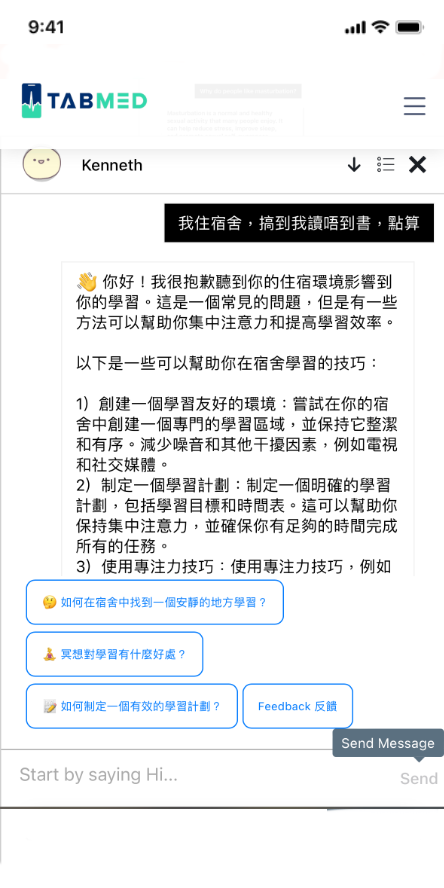 9:41
TABMED
Kenneth
我住宿舍，搞到我讀唔到書，點算
👋 你好！我很抱歉聽到你的住宿環境影響到
你的學習。這是一個常見的問題，但是有一些
方法可以幫助你集中注意力和提高學習效率。
以下是一些可以幫助你在宿舍學習的技巧：
1）創建一個學習友好的環境：嘗試在你的宿
舍中創建一個專門的學習區域，並保持它整潔
和有序。減少噪音和其他干擾因素，例如電視
和社交媒體。
2）制定一個學習計劃：制定一個明確的學習
計劃，包括學習目標和時間表。這可以幫助你
保持集中注意力，並確保你有足夠的時間完成
所有的任務。
3）使用專注力技巧：使用專注力技巧，例如
🤔 如何在宿舍中找到一個安靜的地方學習？
🧘 冥想對學習有什麼好處？
📝 如何制定一個有效的學習計劃？
Feedback 反饋
Send Message
Start by saying Hi...
Send